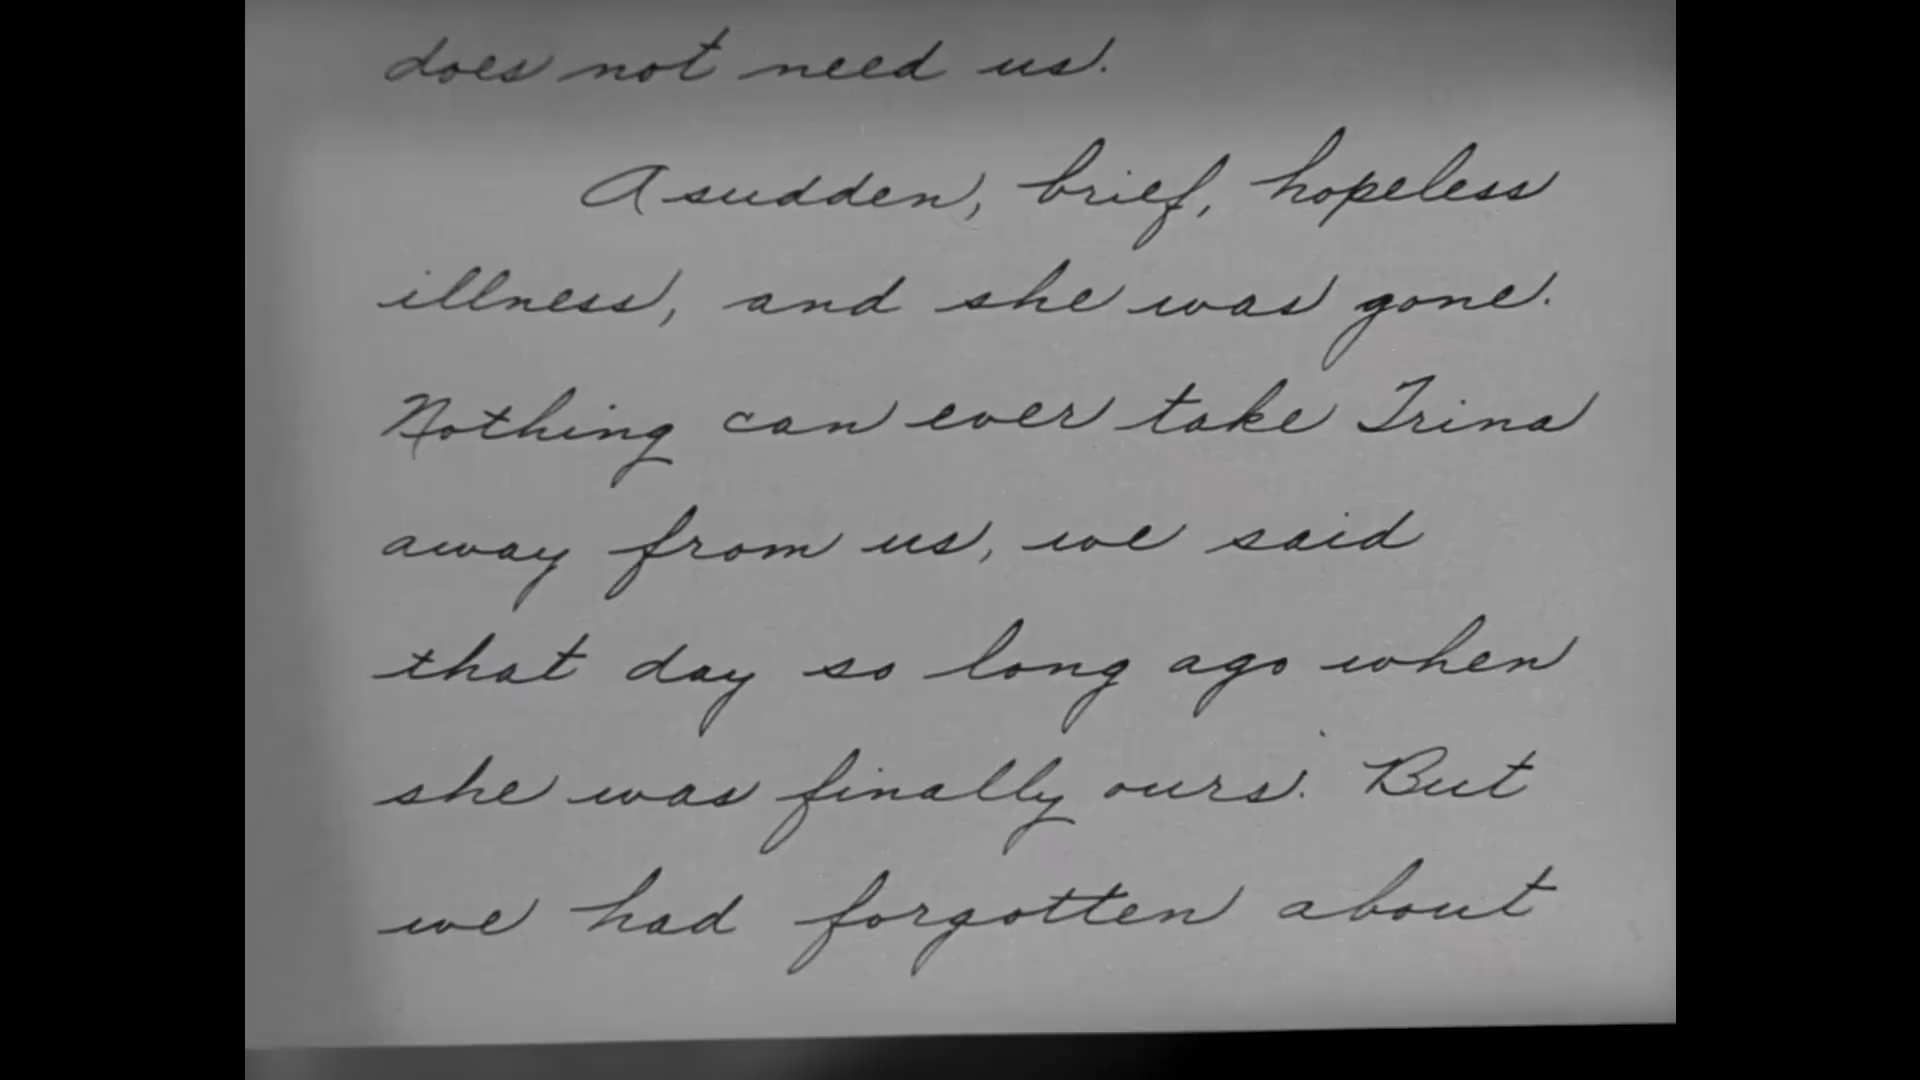 does not need us.
A sudden, brief, hopeless
illness, and she was gone.
Nothing can ever take Trina
away from us, we said
that day so long ago when
she was finally ours. But
we had forgotten about